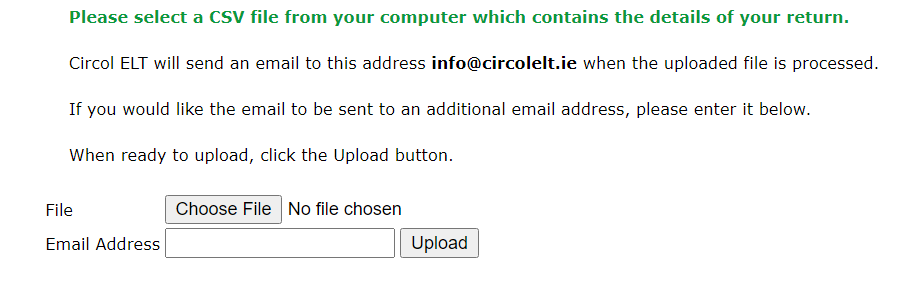 Please select a CSV file from your computer which contains the details of your return.
Circol ELT will send an email to this address info@circolelt.ie when the uploaded file is processed.
If you would like the email to be sent to an additional email address, please enter it below.
When ready to upload, click the Upload button.
File Choose File No file chosen
Email Address Upload